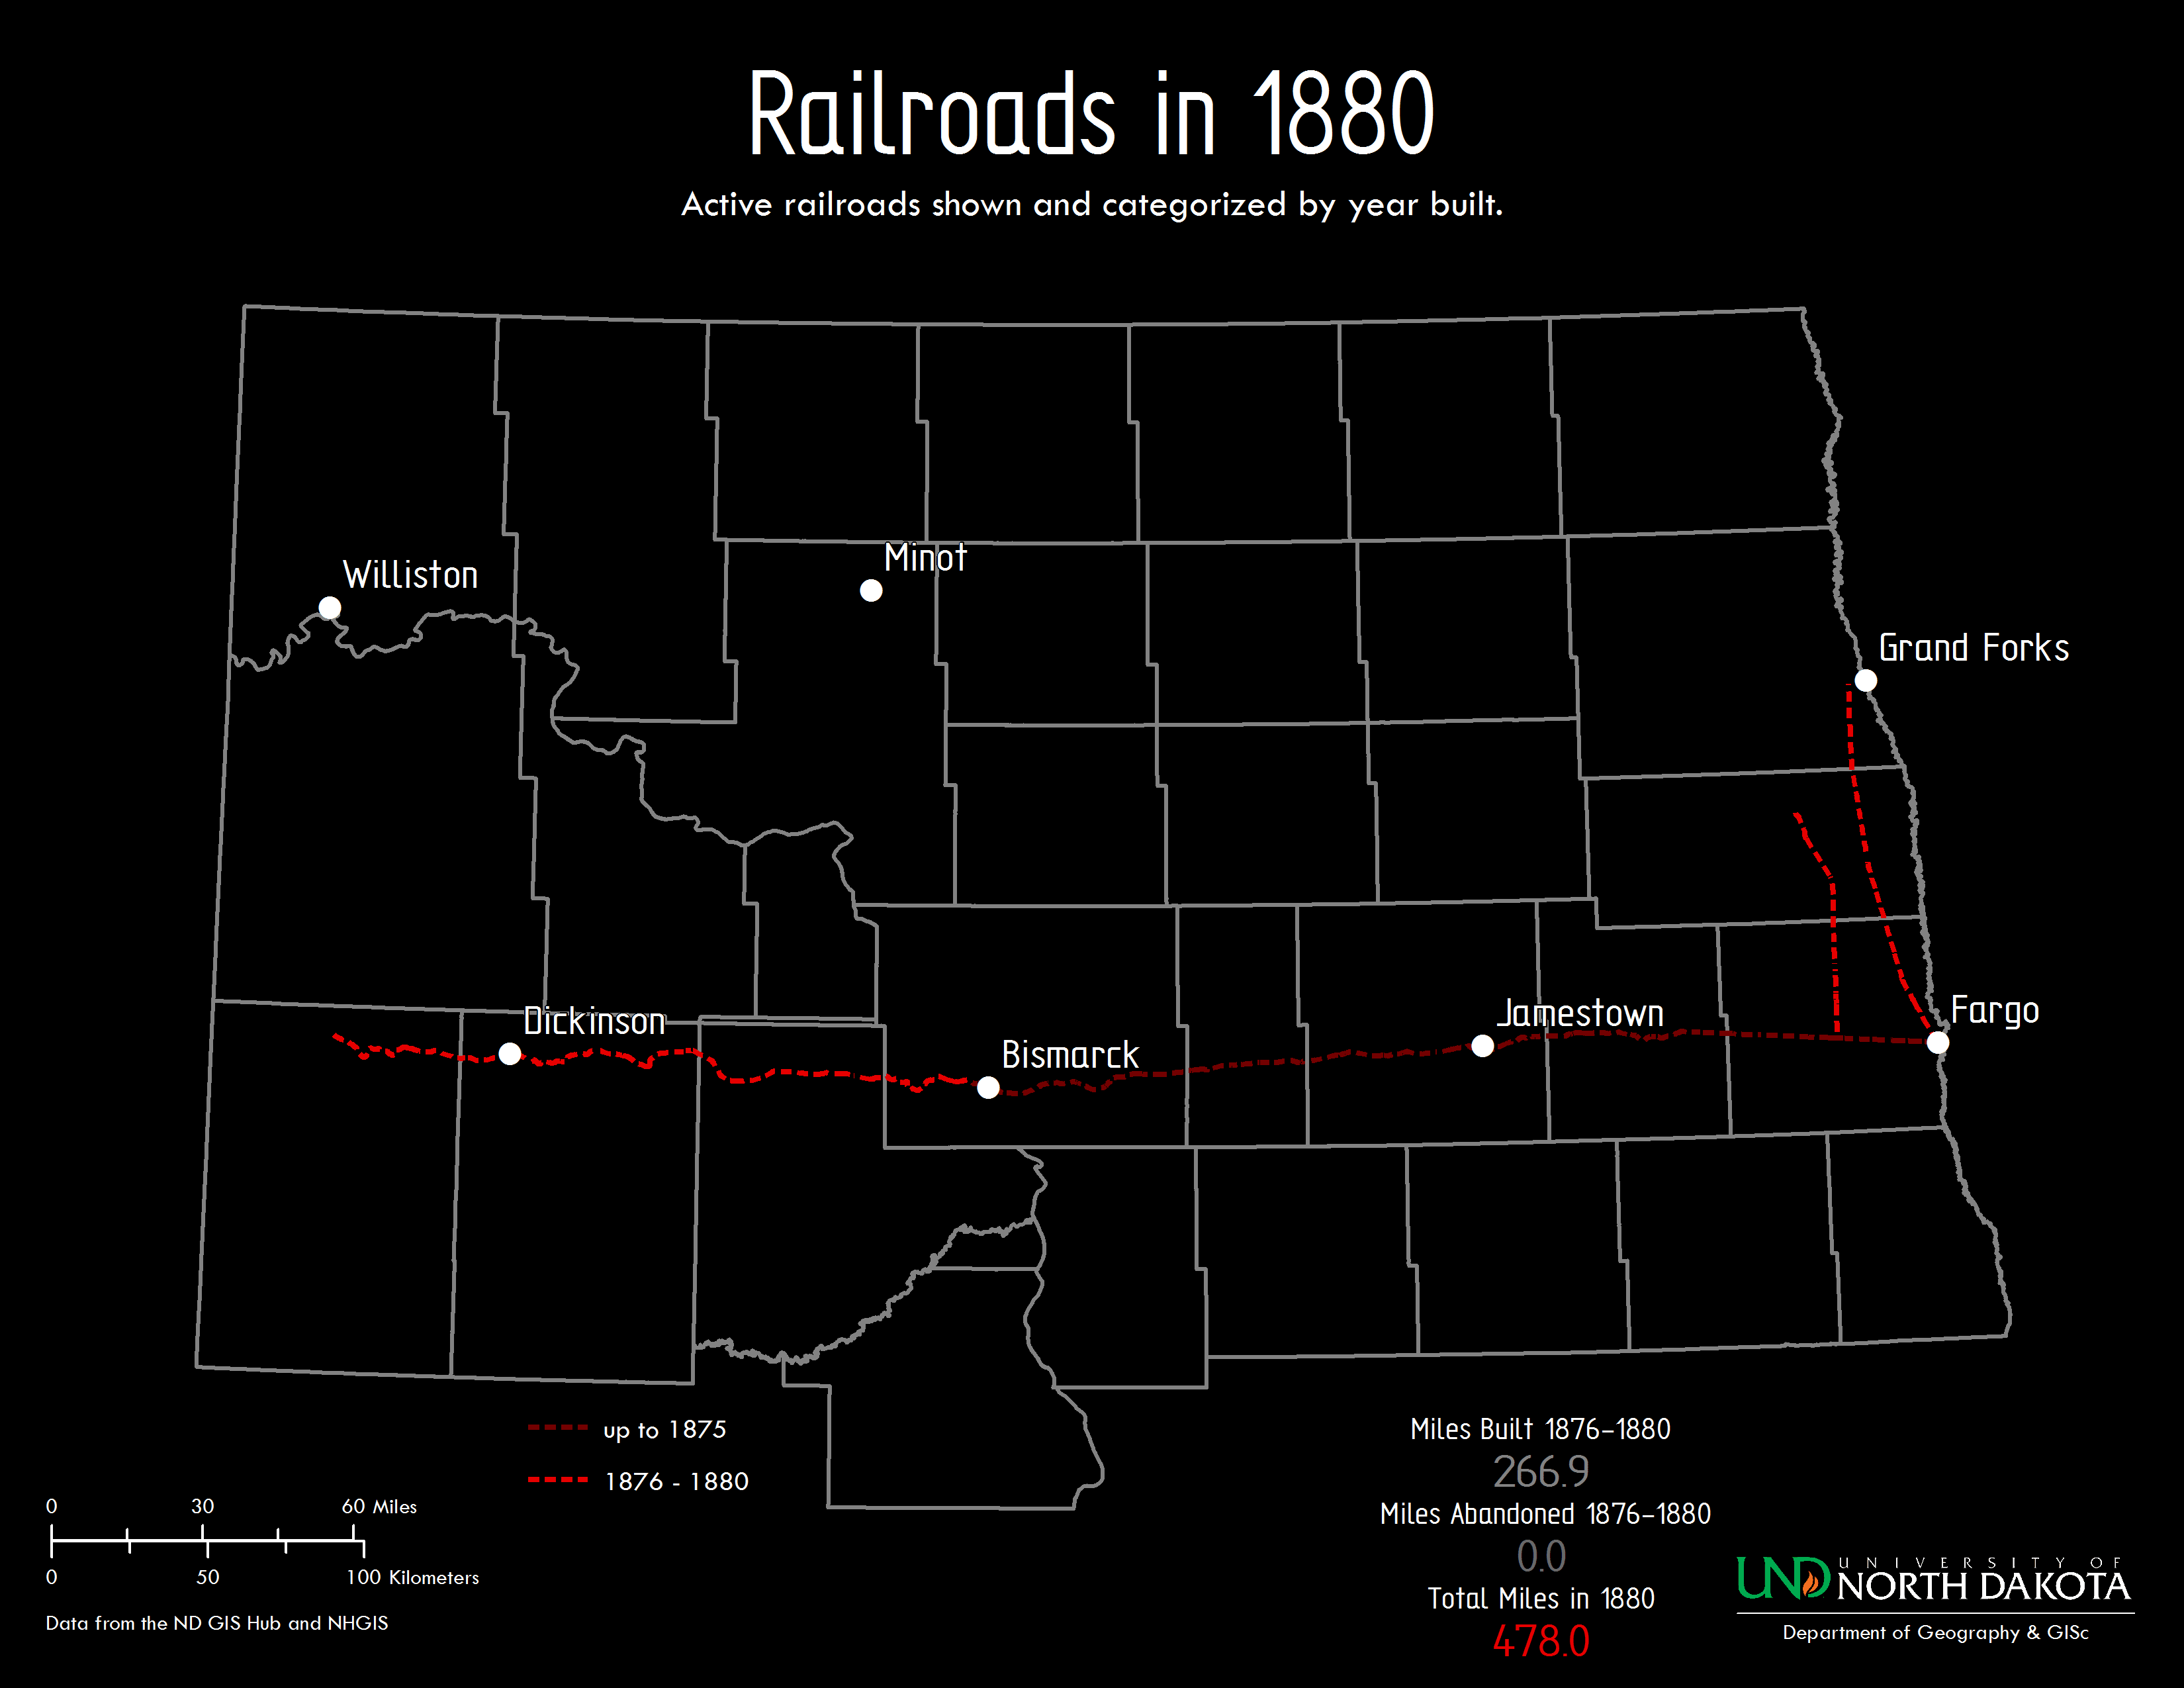 Railroads in 1880
Active railroads shown and categorized by year built.
Williston
Minot
Grand Forks
Dickinson
Bismarck
Jamestown
Fargo
up to 1875
1876 - 1880
0 30 60 Miles
0 50 100 Kilometers
Data from the ND GIS Hub and NHGIS
Miles Built 1876-1880
266.9
Miles Abandoned 1876-1880
0.0
Total Miles in 1880
478.0
UND
UNIVERSITY OF
NORTH DAKOTA
Department of Geography & GISc